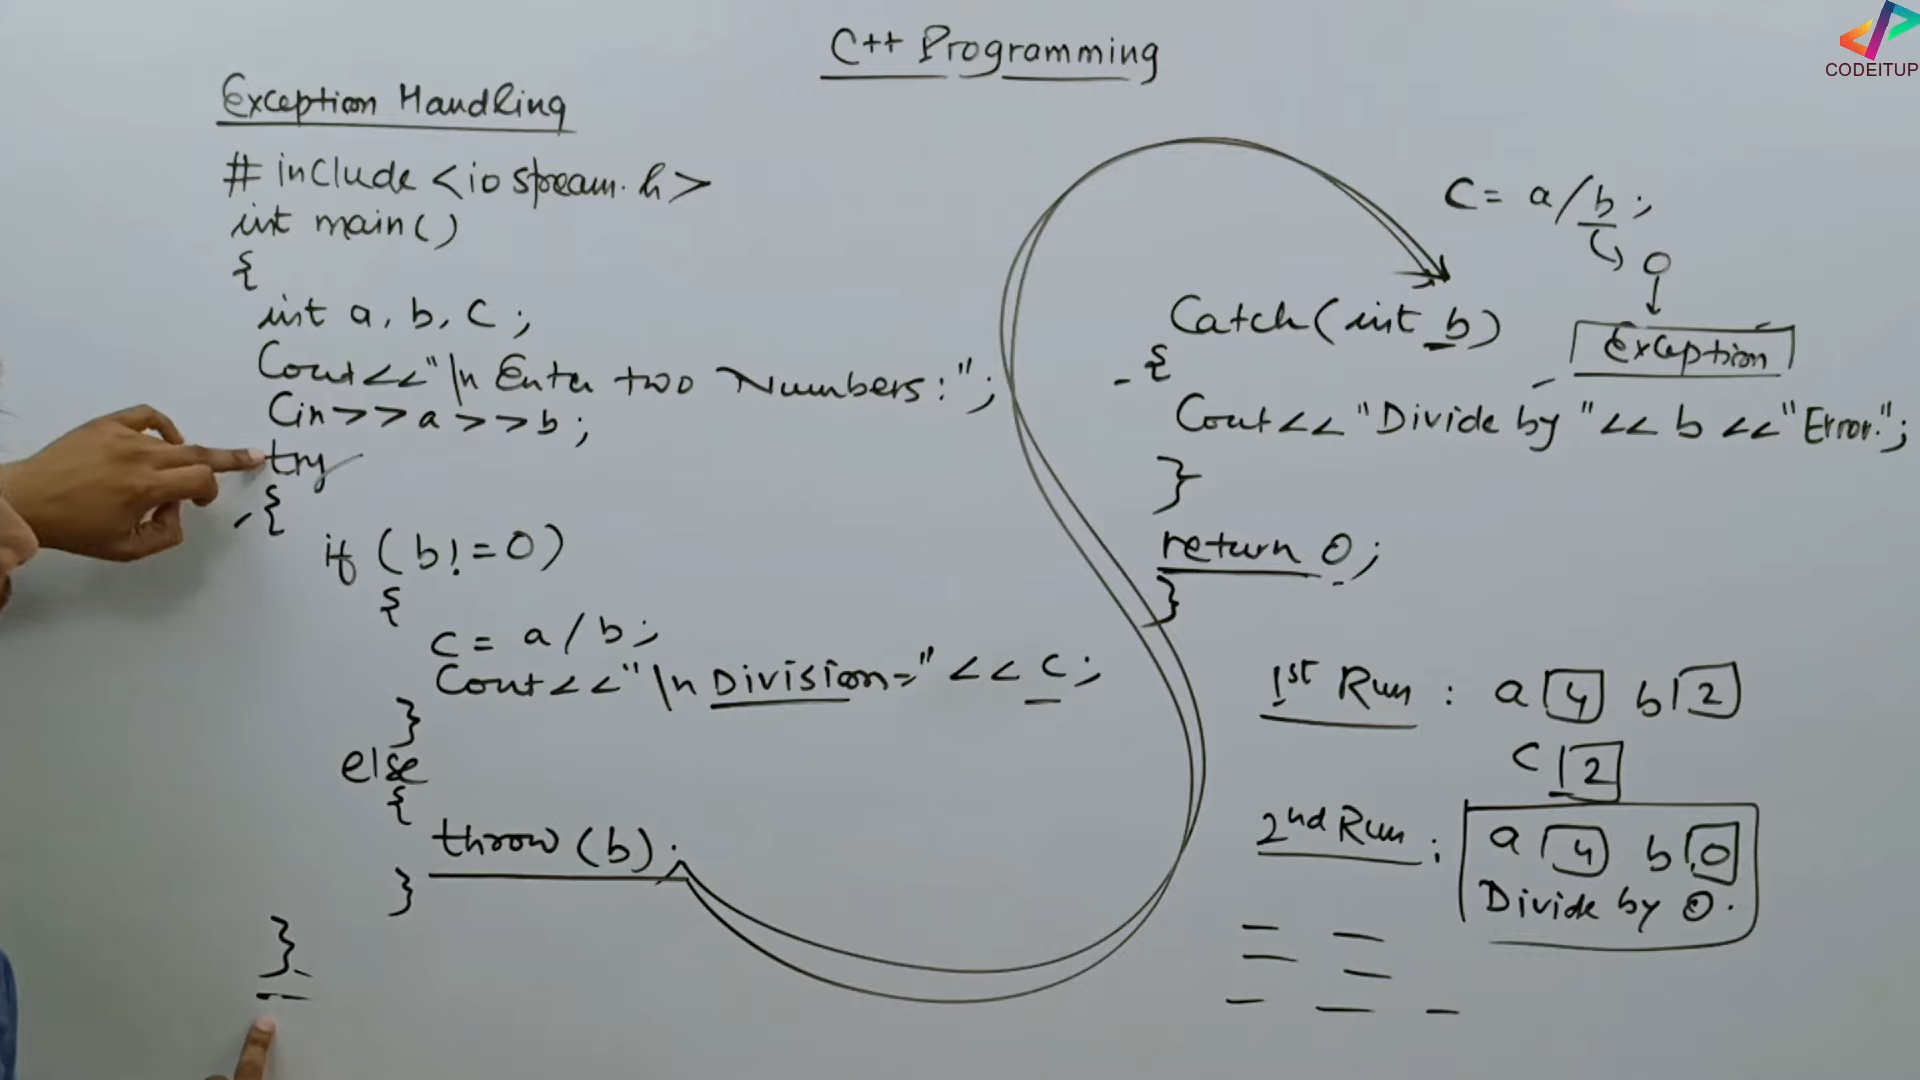 C++ Programming
CODEITUP
Exception Handling
# include <iostream.h>
int main()
{
int a, b, c;
Cout<<"\n Enter two Numbers:";
Cin>>a>>b;
try
{
if (b!=0)
{
c = a/b;
Cout<<"\n Division="<<c;
}
else
{
throw(b);
}
}
C = a/b;
0
Exception
Catch(int b)
{
Cout<<"Divide by "<<b<<"Error.";
}
return 0;
}
1st Run : a 4 b 2
C 2
2nd Run : a 4 b 0
Divide by 0.